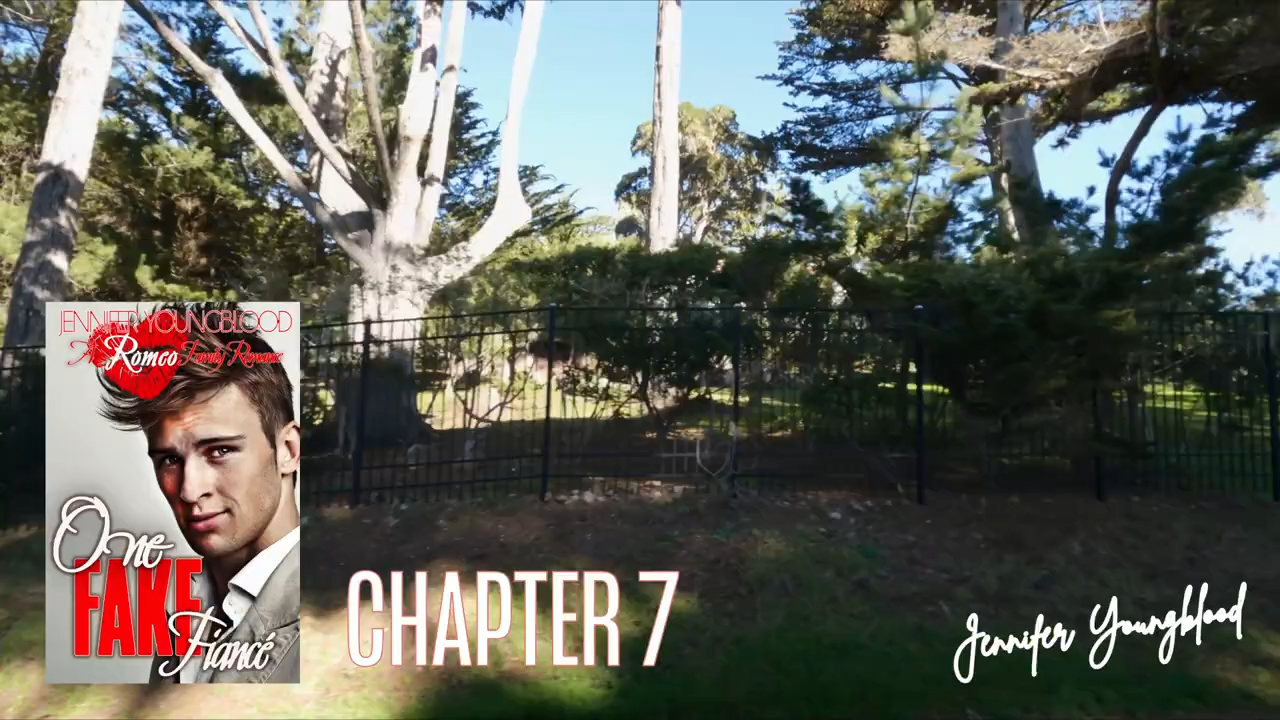 JENNIFER YOUNGBLOOD
A Romeo Family Romance
One
FAKE
Fiancé
CHAPTER 7
Jennifer Youngblood